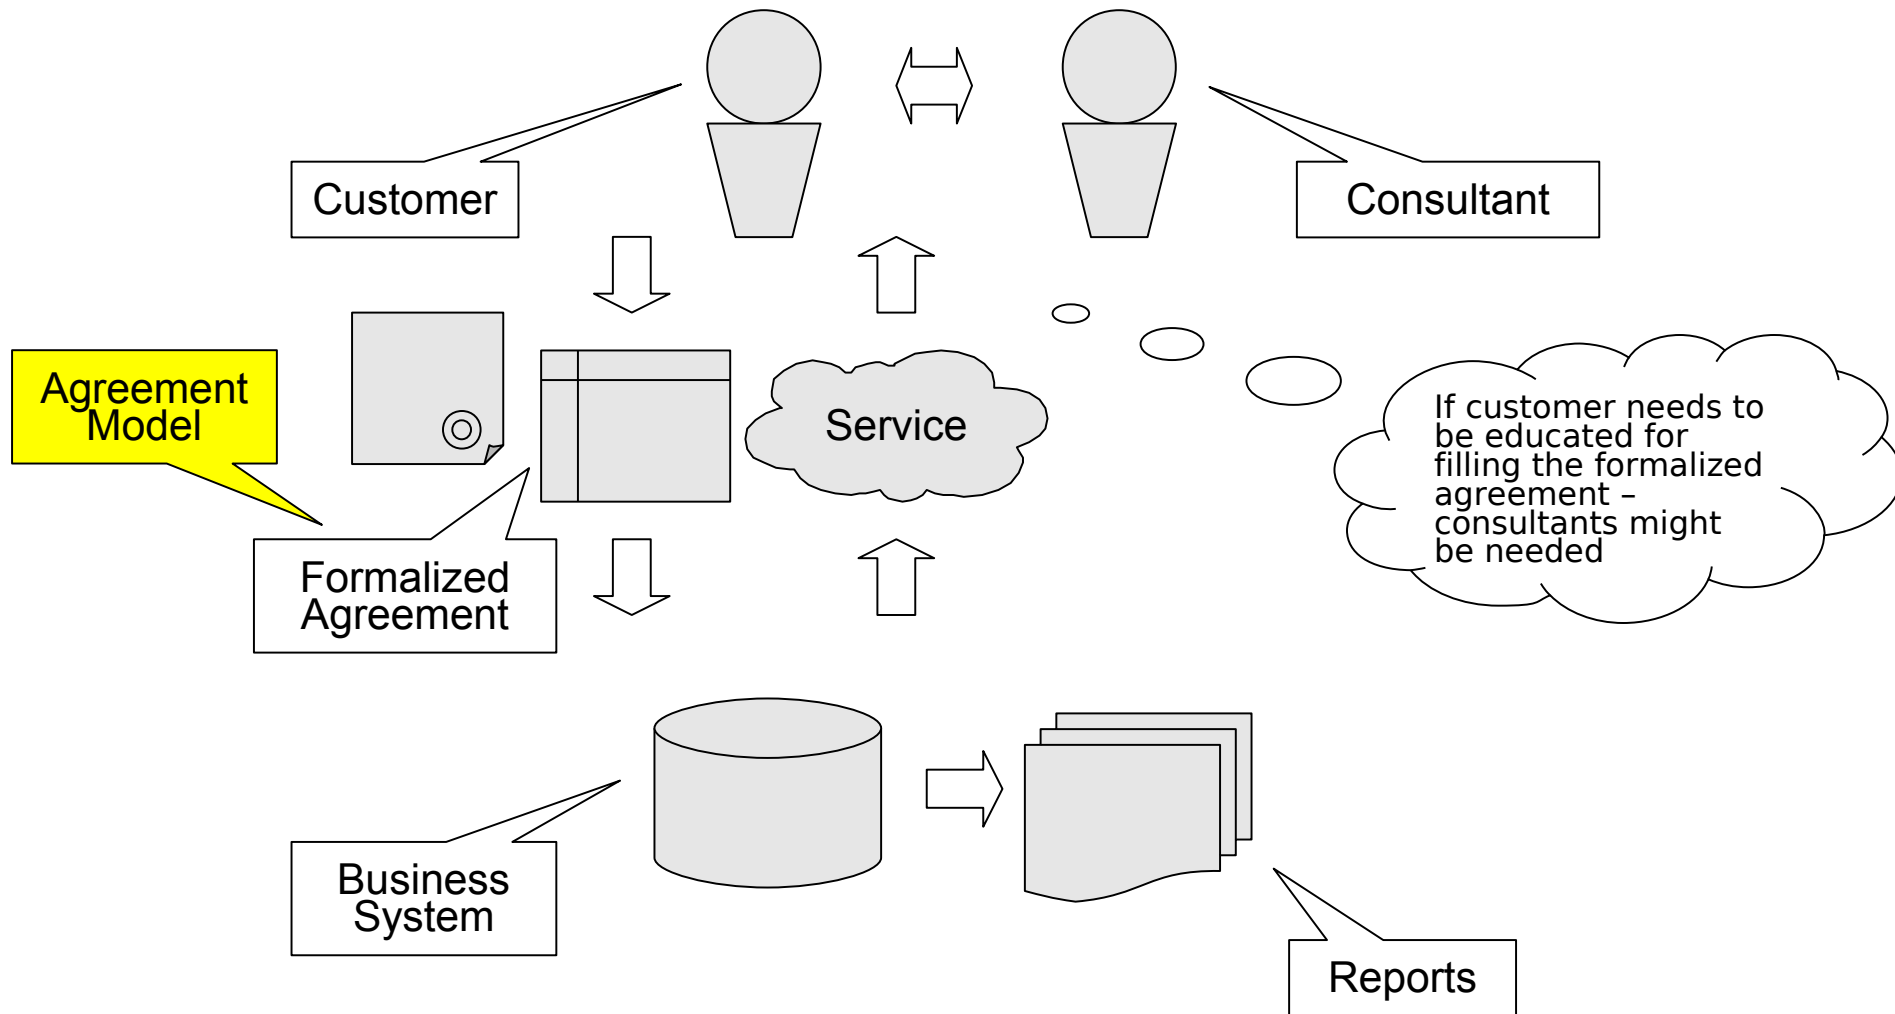 Customer
Consultant
Agreement
Model
Service
If customer needs to
be educated for
filling the formalized
agreement –
consultants might
be needed
Formalized
Agreement
Business
System
Reports